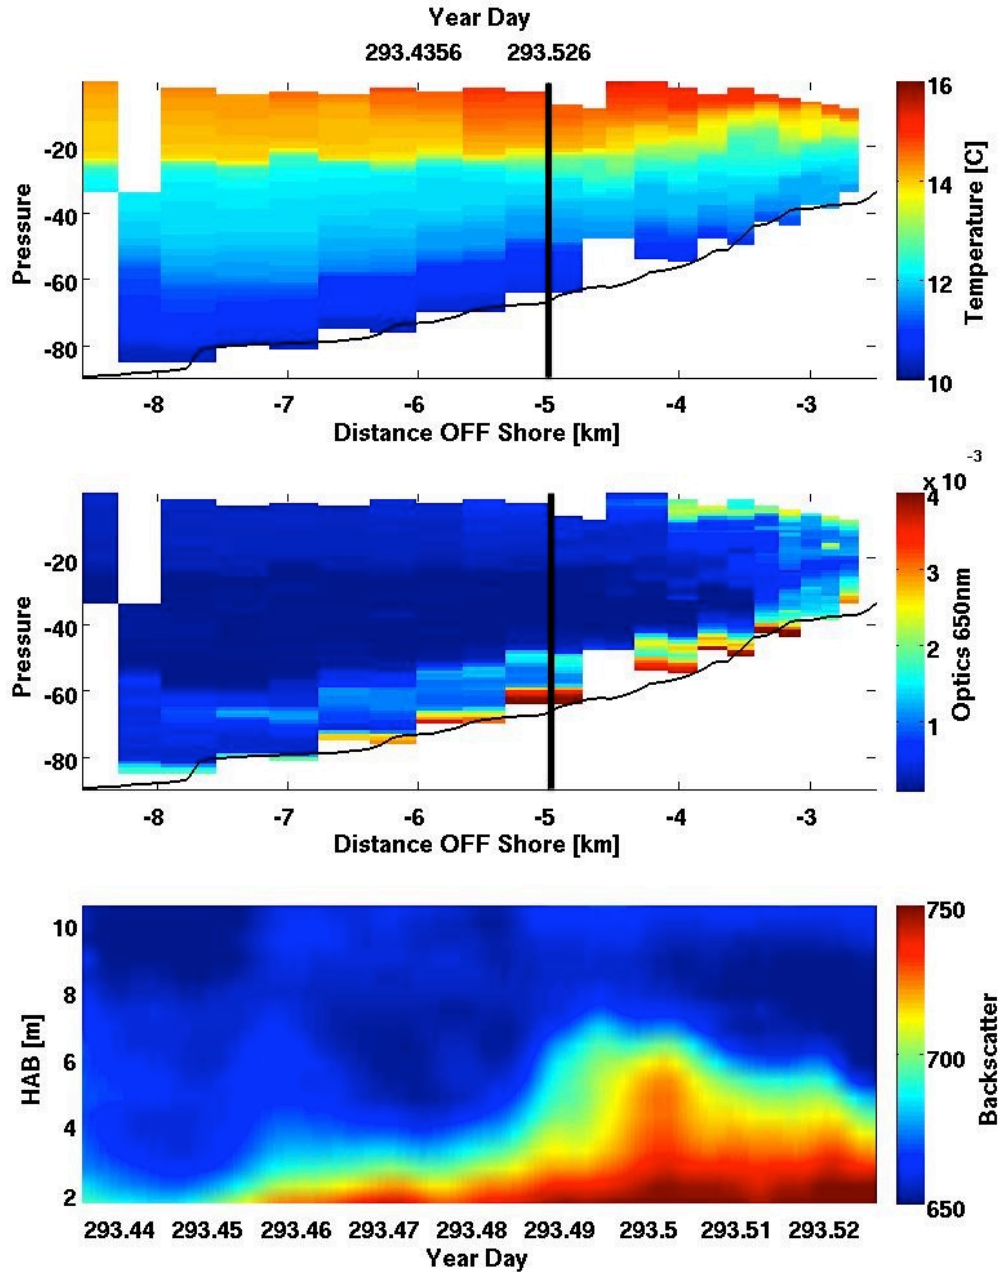 Year Day
293.4356 293.526
16
-20
14
-40
12
-60
-80
10
Pressure
Temperature [C]
-8 -7 -6 -5 -4 -3
Distance OFF Shore [km]
x 10 -3
4
-20
3
-40
2
-60
1
-80
Pressure
Optics 650nm
-8 -7 -6 -5 -4 -3
Distance OFF Shore [km]
750
10
8
6
700
4
2
650
HAB [m]
Backscatter
293.44 293.45 293.46 293.47 293.48 293.49 293.5 293.51 293.52
Year Day